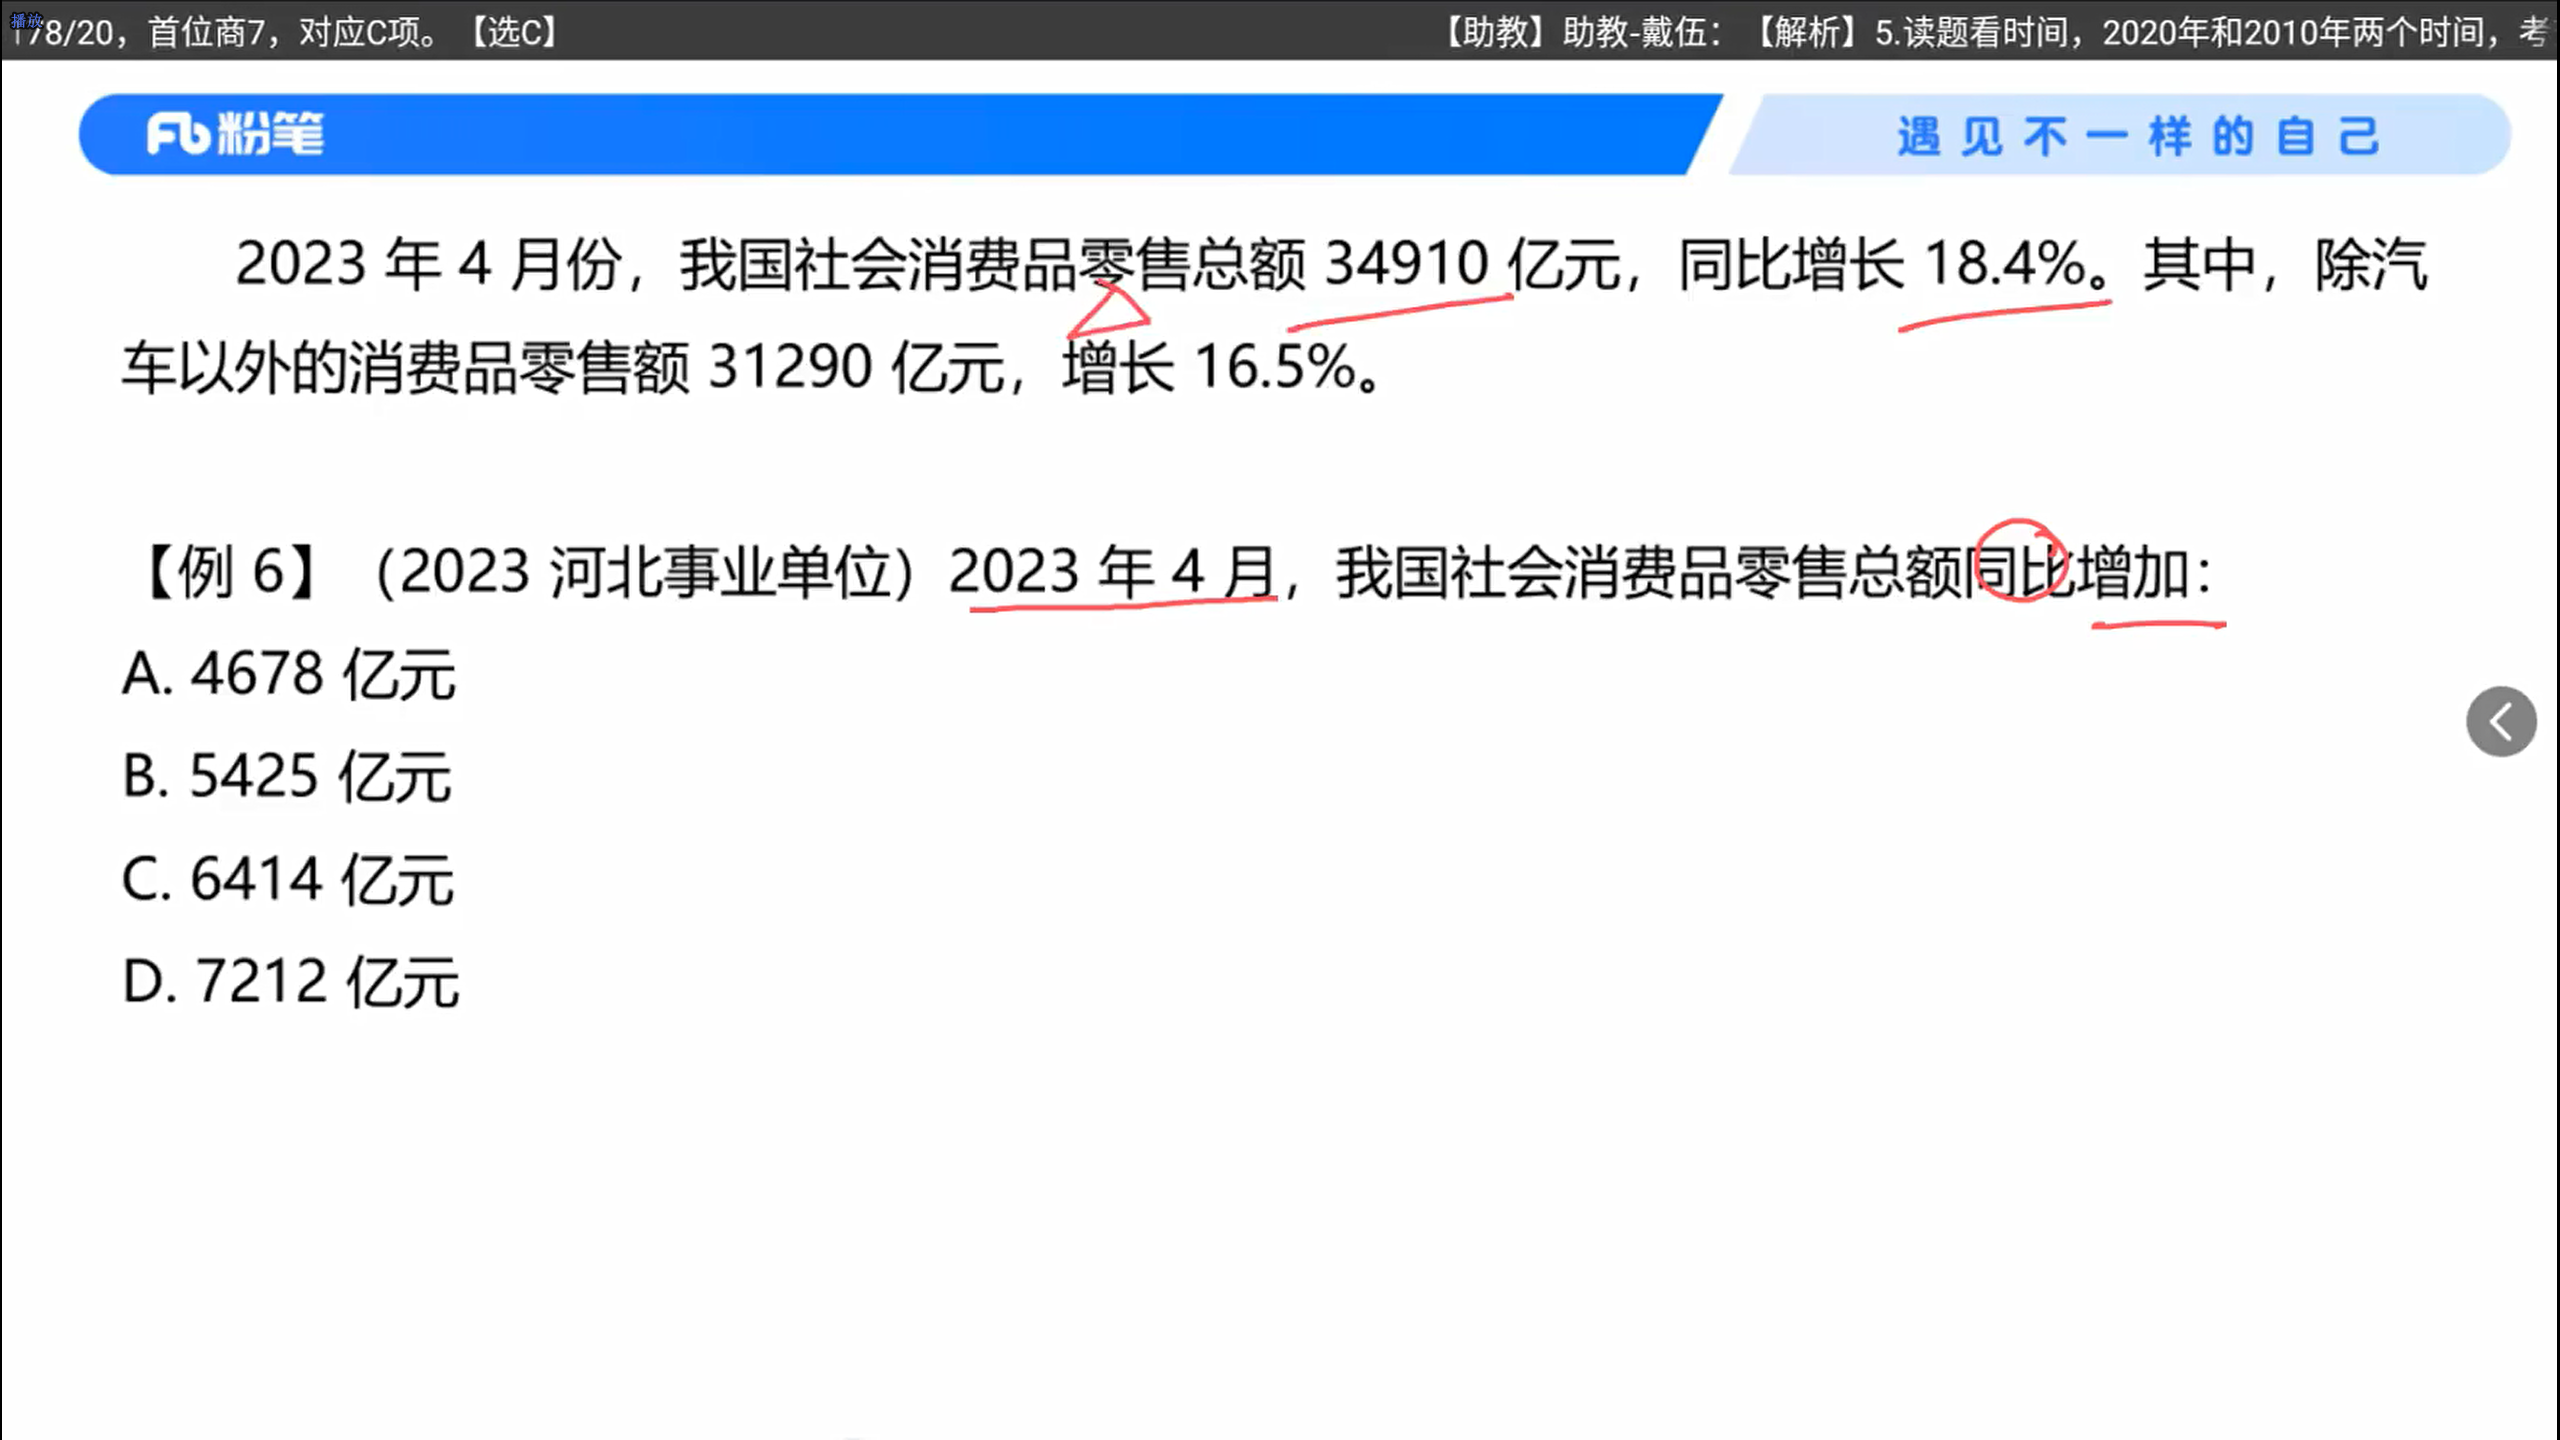 播放
178/20，首位商7，对应C项。【选C】
【助教】助教-戴伍：【解析】5.读题看时间，2020年和2010年两个时间，考
Fb粉笔
遇见不一样的自己
2023 年 4 月份，我国社会消费品零售总额 34910 亿元，同比增长 18.4%。其中，除汽
车以外的消费品零售额 31290 亿元，增长 16.5%。
【例 6】（2023 河北事业单位）2023 年 4 月，我国社会消费品零售总额同比增加：
A. 4678 亿元
B. 5425 亿元
C. 6414 亿元
D. 7212 亿元